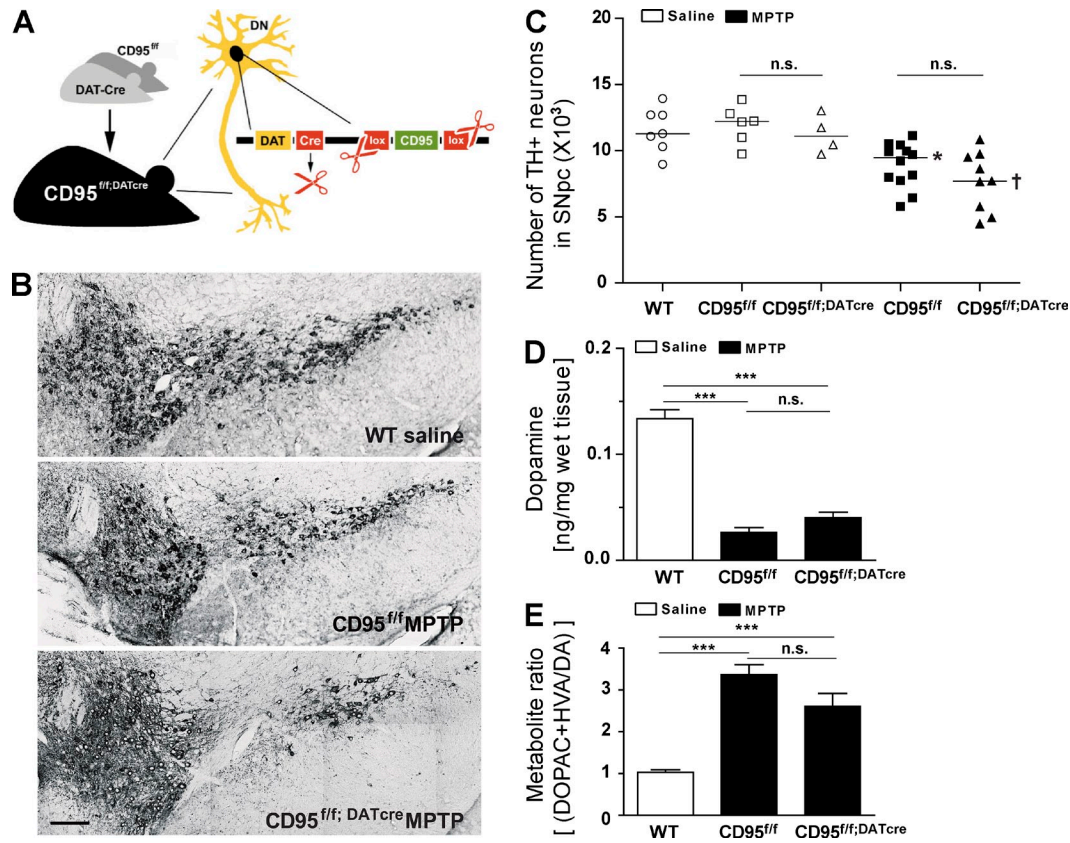 A
CD95f/f
DAT-Cre
CD95f/f;DATcre
DN
DAT Cre lox CD95 lox
B
WT saline
CD95f/f MPTP
CD95f/f; DATcre MPTP
C
Saline MPTP
n.s. n.s.
* †
Number of TH+ neurons
in SNpc (X10³)
20
15
10
5
0
WT CD95f/f CD95f/f;DATcre CD95f/f CD95f/f;DATcre
D
Saline MPTP
***
*** n.s.
Dopamine
[ng/mg wet tissue]
0.2
0.1
0.0
WT CD95f/f CD95f/f;DATcre
E
Saline MPTP
***
*** n.s.
Metabolite ratio
[ (DOPAC+HVA/DA) ]
4
3
2
1
0
WT CD95f/f CD95f/f;DATcre